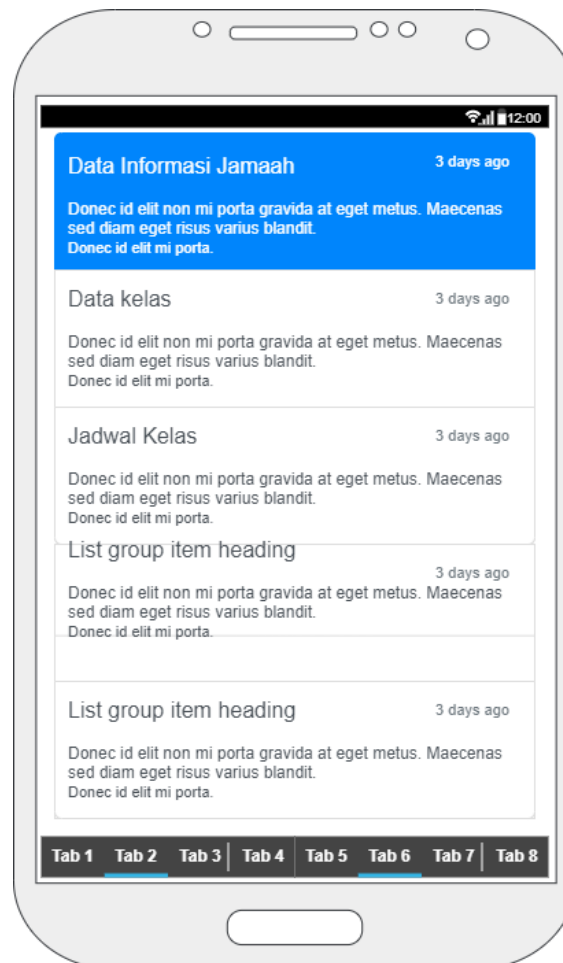 12:00
Data Informasi Jamaah 3 days ago
Donec id elit non mi porta gravida at eget metus. Maecenas
sed diam eget risus varius blandit.
Donec id elit mi porta.
Data kelas 3 days ago
Donec id elit non mi porta gravida at eget metus. Maecenas
sed diam eget risus varius blandit.
Donec id elit mi porta.
Jadwal Kelas 3 days ago
Donec id elit non mi porta gravida at eget metus. Maecenas
sed diam eget risus varius blandit.
Donec id elit mi porta.
List group item heading
3 days ago
Donec id elit non mi porta gravida at eget metus. Maecenas
sed diam eget risus varius blandit.
Donec id elit mi porta.
List group item heading 3 days ago
Donec id elit non mi porta gravida at eget metus. Maecenas
sed diam eget risus varius blandit.
Donec id elit mi porta.
Tab 1 Tab 2 Tab 3 Tab 4 Tab 5 Tab 6 Tab 7 Tab 8